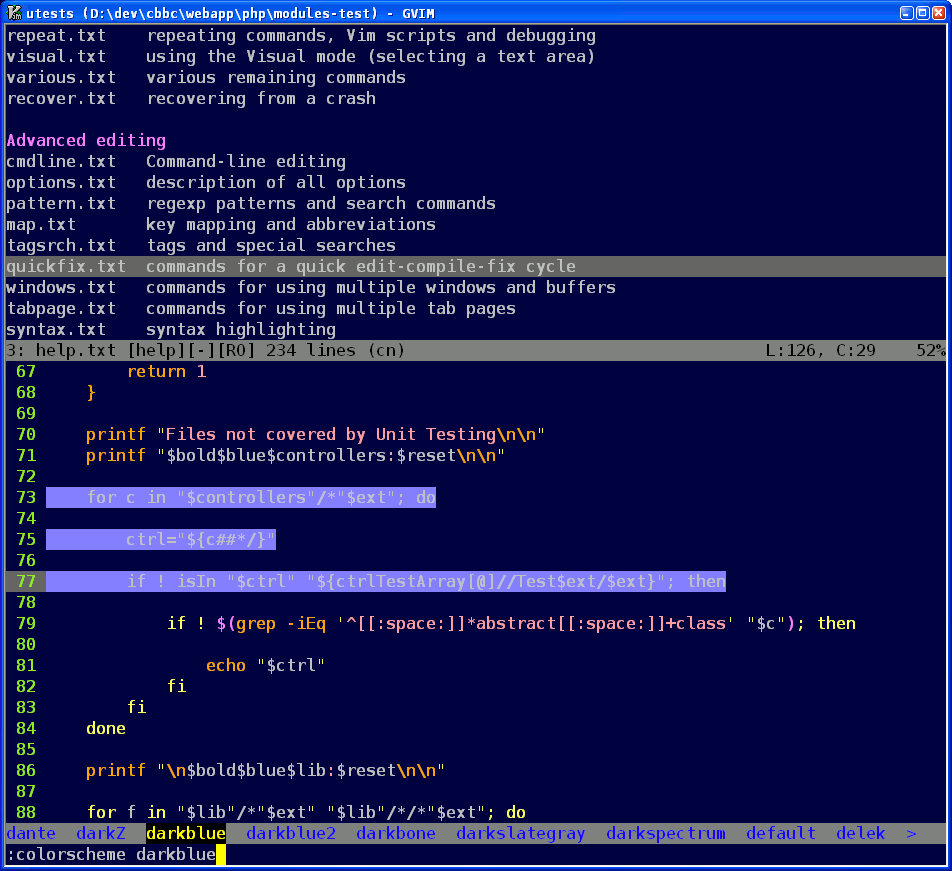 utests (D:\dev\cbbc\webapp\php\modules-test) - GVIM
repeat.txt    repeating commands, Vim scripts and debugging
visual.txt    using the Visual mode (selecting a text area)
various.txt   various remaining commands
recover.txt   recovering from a crash
Advanced editing
cmdline.txt   Command-line editing
options.txt   description of all options
pattern.txt   regexp patterns and search commands
map.txt       key mapping and abbreviations
tagsrch.txt   tags and special searches
quickfix.txt  commands for a quick edit-compile-fix cycle
windows.txt   commands for using multiple windows and buffers
tabpage.txt   commands for using multiple tab pages
syntax.txt    syntax highlighting
3: help.txt [help][-][RO] 234 lines (cn)    L:126, C:29    52%
67         return 1
68     }
69
70     printf "Files not covered by Unit Testing\n\n"
71     printf "$bold$blue$controllers:$reset\n\n"
72
73     for c in "$controllers"/*"$ext"; do
74
75         ctrl="${c##*/}"
76
77         if ! isIn "$ctrl" "${ctrlTestArray[@]//Test$ext/$ext}"; then
78
79             if ! $(grep -iEq '^[[:space:]]*abstract[[:space:]]+class' "$c"); then
80
81                 echo "$ctrl"
82             fi
83         fi
84     done
85
86     printf "\n$bold$blue$lib:$reset\n\n"
87
88     for f in "$lib"/*"$ext" "$lib"/*/*"$ext"; do
dante  darkZ  darkblue  darkblue2  darkbone  darkslategray  darkspectrum  default  delek  >
:colorscheme darkblue